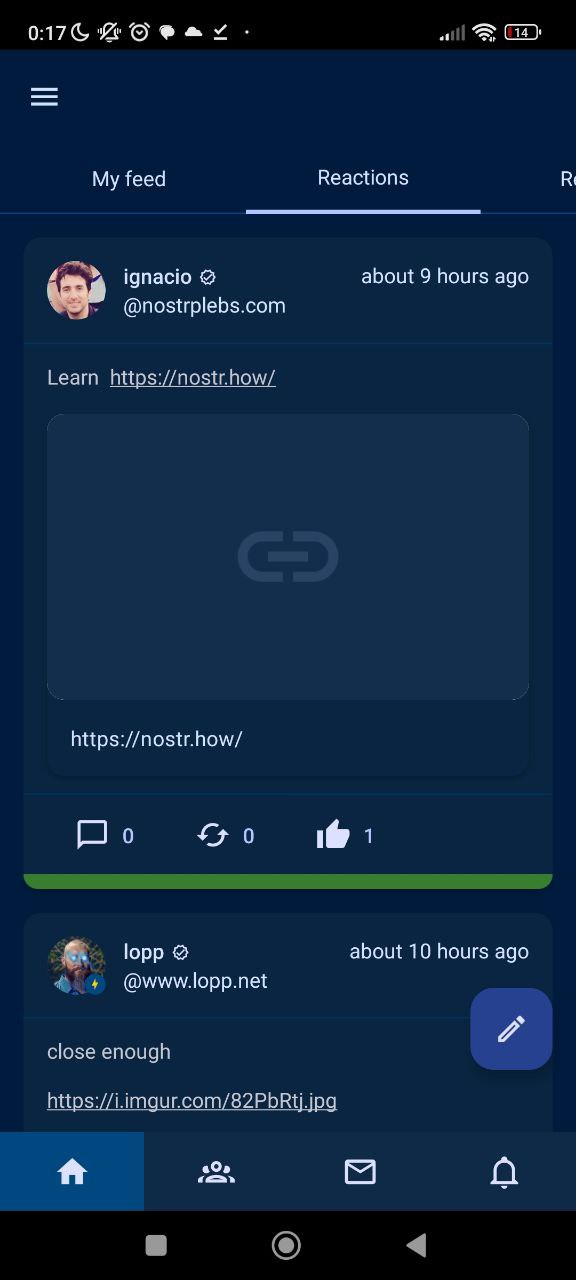 0:17
14
My feed
Reactions
Re
ignacio
about 9 hours ago
@nostrplebs.com
Learn https://nostr.how/
https://nostr.how/
0
0
1
lopp
about 10 hours ago
@www.lopp.net
close enough
https://i.imgur.com/82PbRtj.jpg